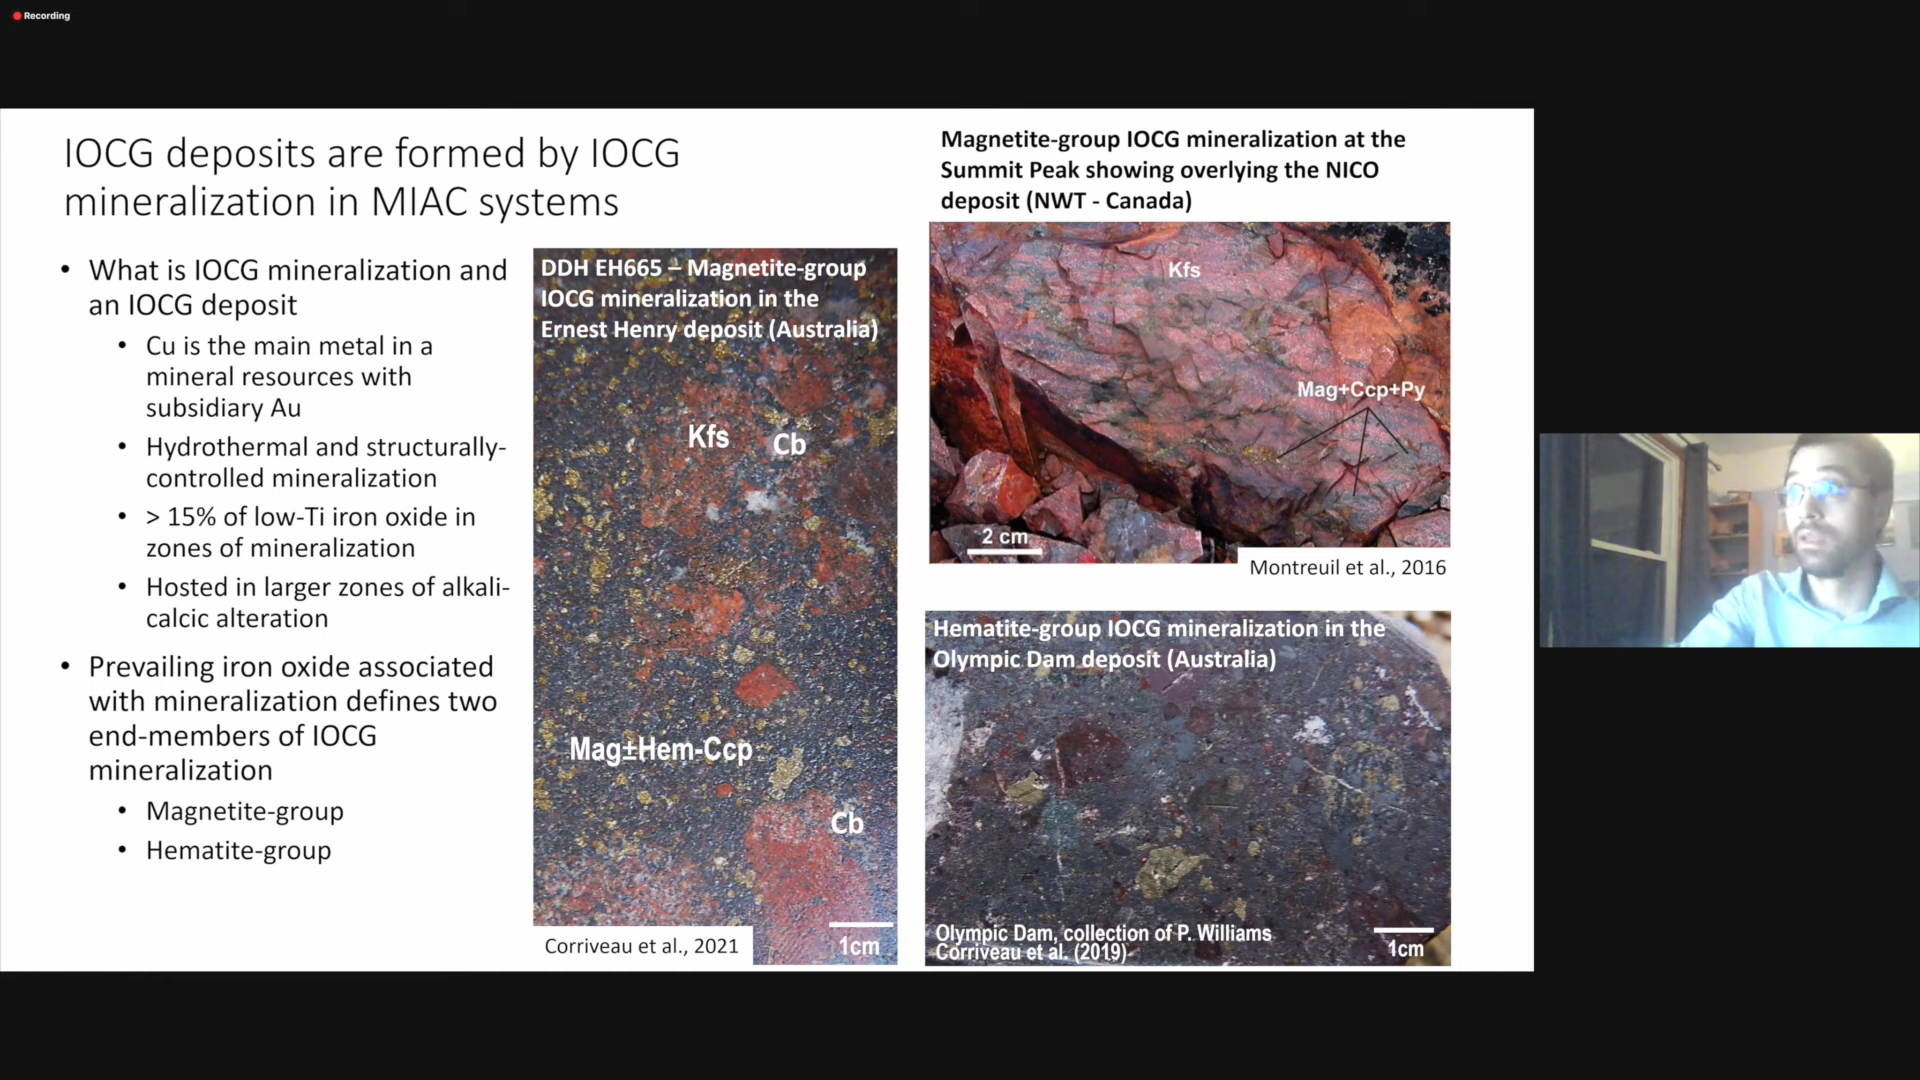 Recording
IOCG deposits are formed by IOCG
mineralization in MIAC systems
• What is IOCG mineralization and
an IOCG deposit
• Cu is the main metal in a
mineral resources with
subsidiary Au
• Hydrothermal and structurally-
controlled mineralization
• > 15% of low-Ti iron oxide in
zones of mineralization
• Hosted in larger zones of alkali-
calcic alteration
• Prevailing iron oxide associated
with mineralization defines two
end-members of IOCG
mineralization
• Magnetite-group
• Hematite-group
DDH EH665 – Magnetite-group
IOCG mineralization in the
Ernest Henry deposit (Australia)
Kfs
Cb
Mag±Hem-Ccp
Cb
1cm
Corriveau et al., 2021
Magnetite-group IOCG mineralization at the
Summit Peak showing overlying the NICO
deposit (NWT - Canada)
Kfs
Mag+Ccp+Py
2 cm
Montreuil et al., 2016
Hematite-group IOCG mineralization in the
Olympic Dam deposit (Australia)
Olympic Dam, collection of P. Williams
Corriveau et al. (2019)
1cm